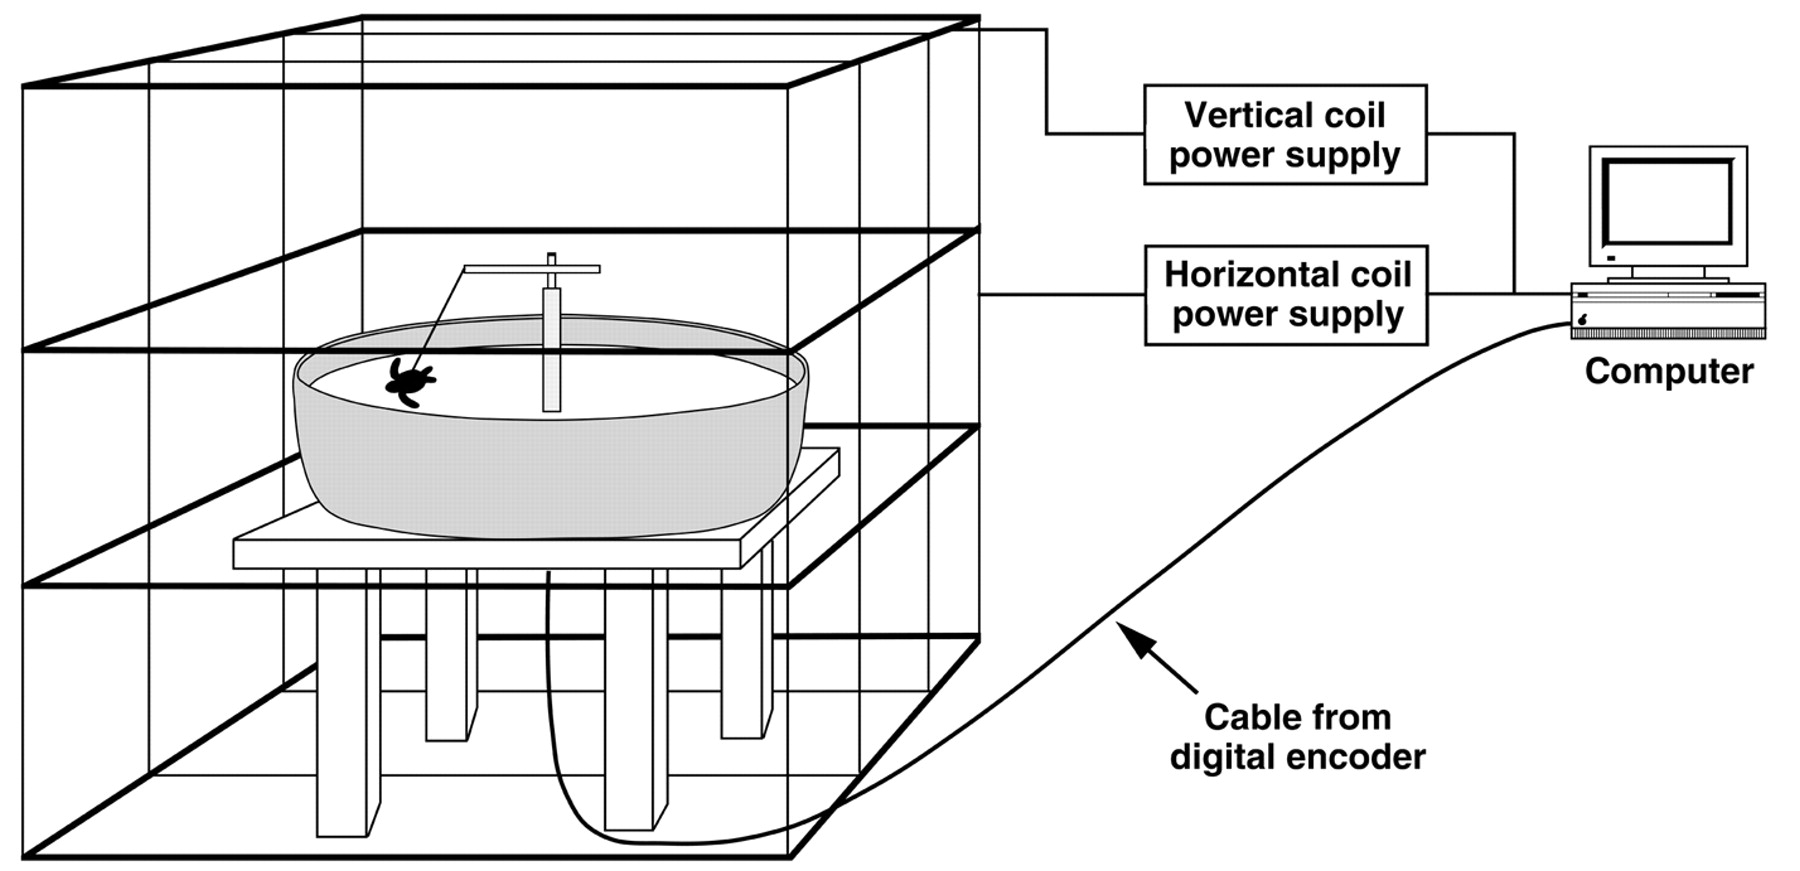 Vertical coil
power supply
Horizontal coil
power supply
Computer
Cable from
digital encoder